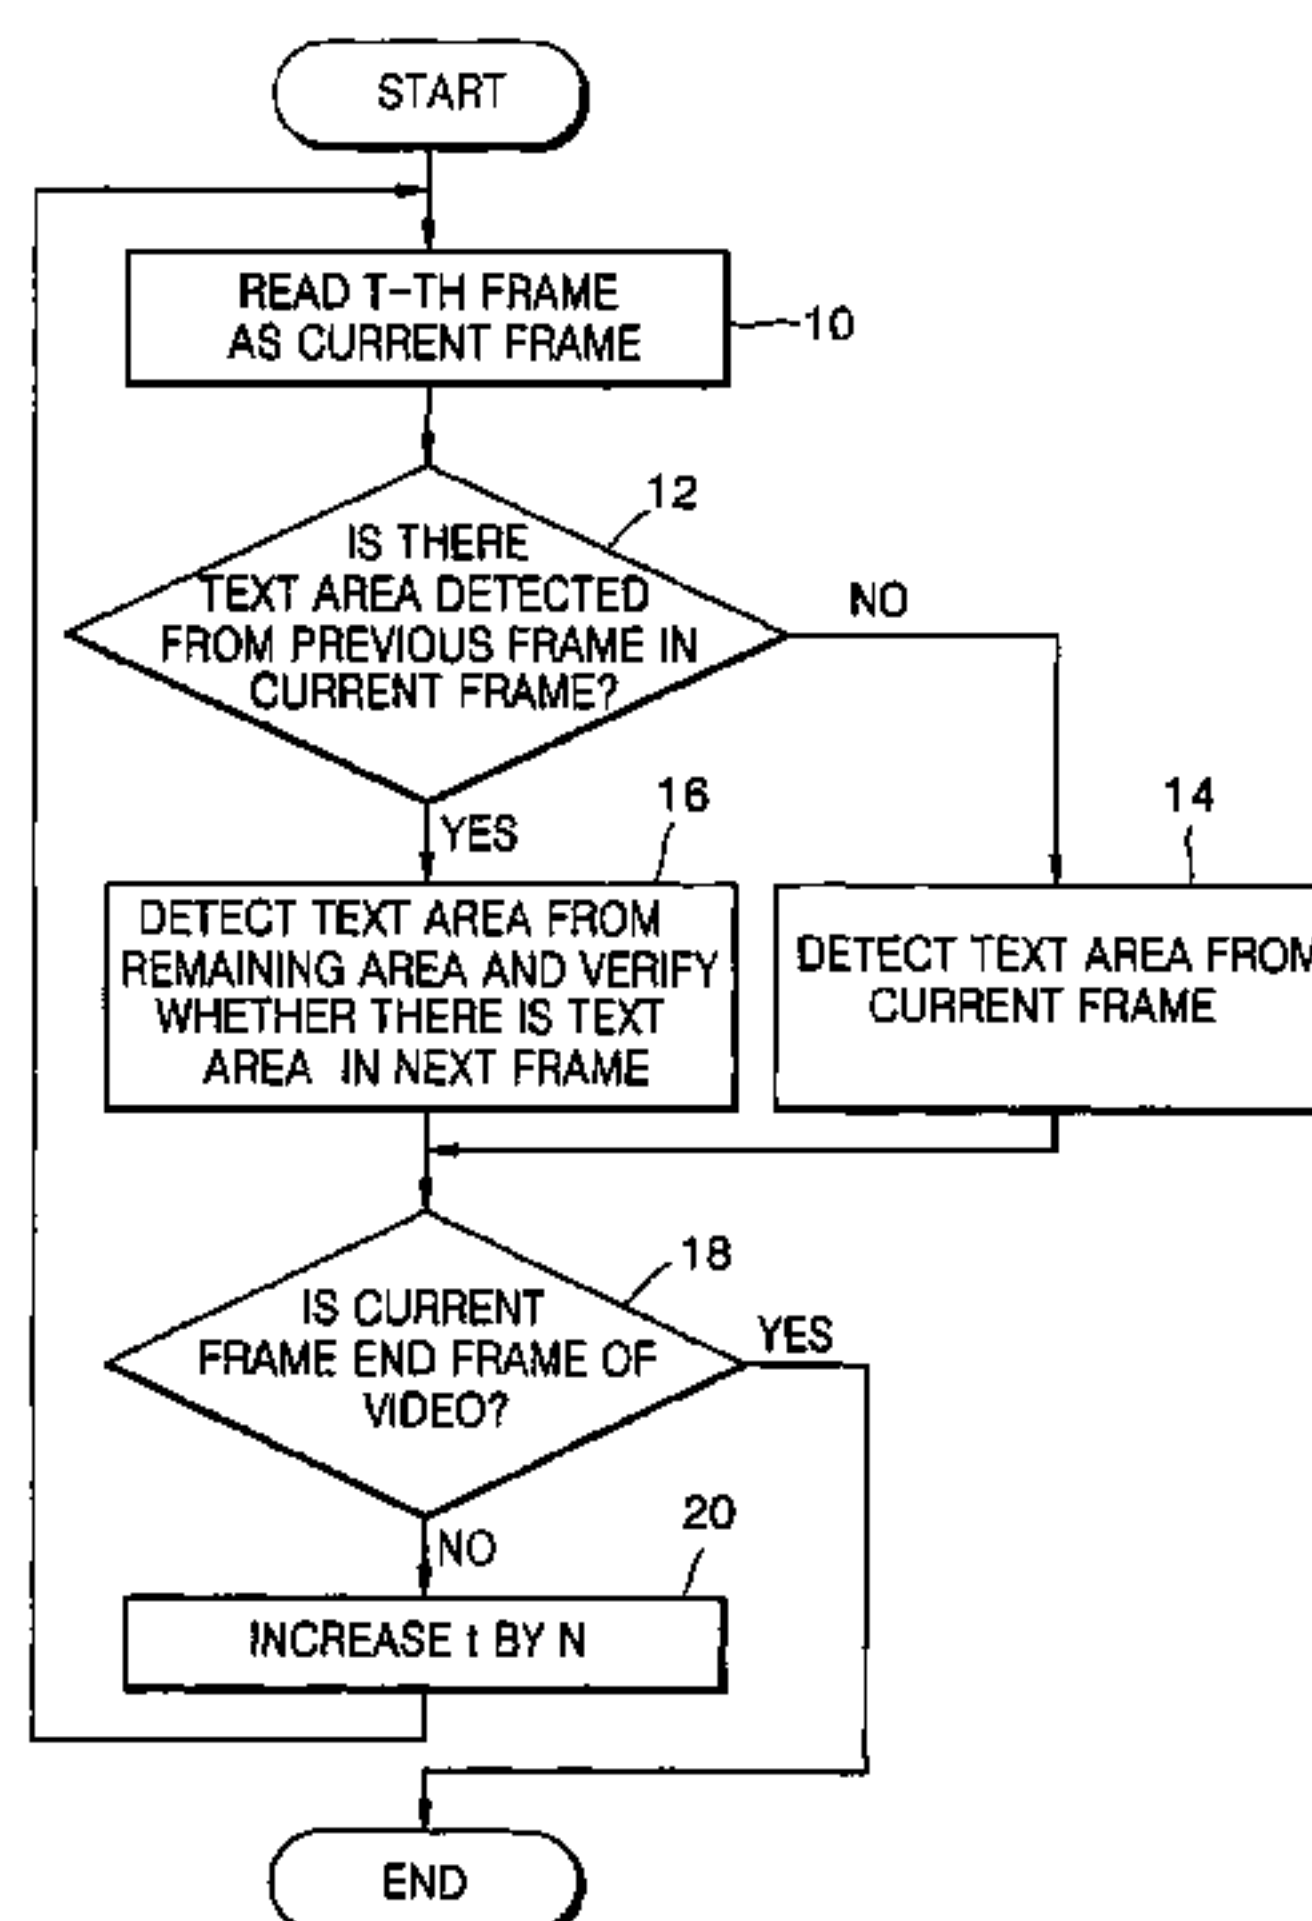 START
READ T-TH FRAME
AS CURRENT FRAME
10
12
IS THERE
TEXT AREA DETECTED
FROM PREVIOUS FRAME IN
CURRENT FRAME?
NO
YES
16
14
DETECT TEXT AREA FROM
REMAINING AREA AND VERIFY
WHETHER THERE IS TEXT
AREA IN NEXT FRAME
DETECT TEXT AREA FROM
CURRENT FRAME
18
IS CURRENT
FRAME END FRAME OF
VIDEO?
YES
NO
20
INCREASE t BY N
END